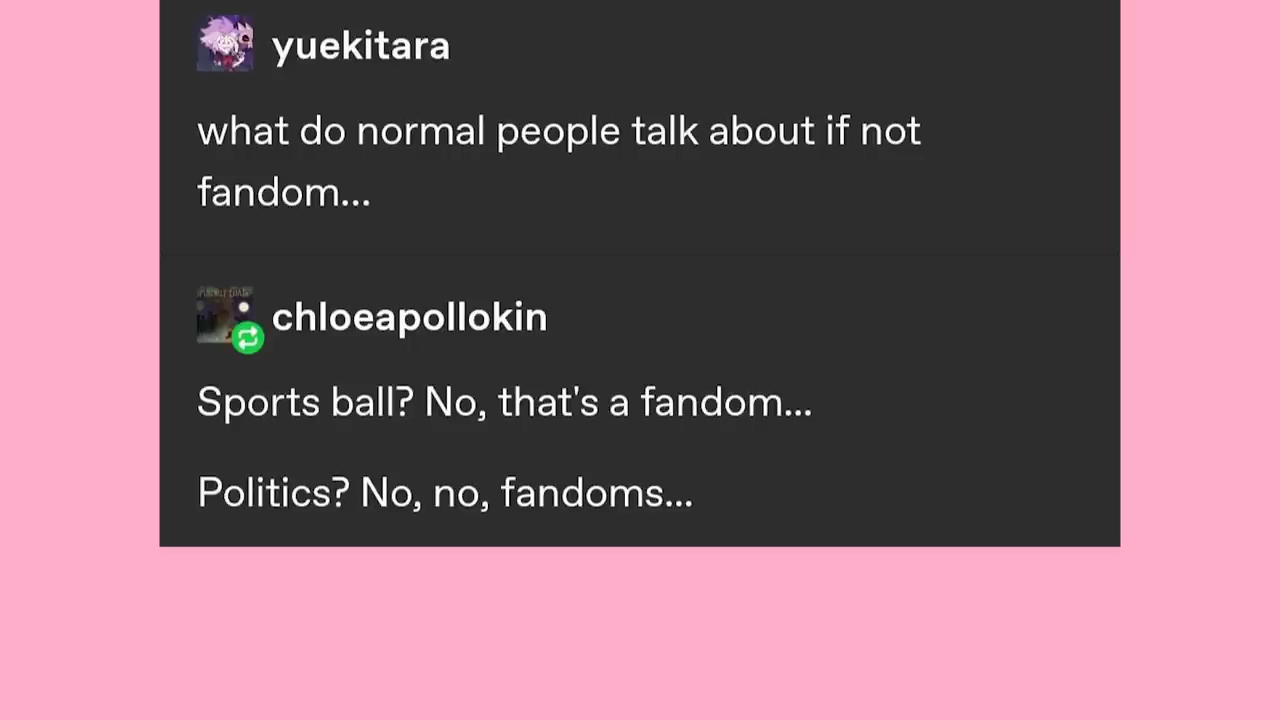 yuekitara
what do normal people talk about if not
fandom...
chloeapollokin
Sports ball? No, that's a fandom...
Politics? No, no, fandoms...